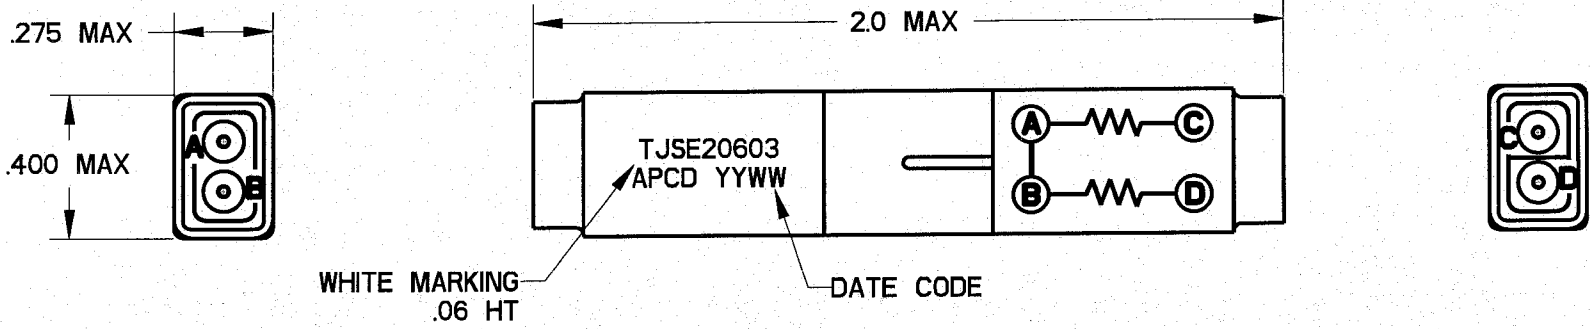 .275 MAX
2.0 MAX
.400 MAX
A
B
TJSE20603
APCD YYWW
A C
B D
C
D
WHITE MARKING
.06 HT
DATE CODE